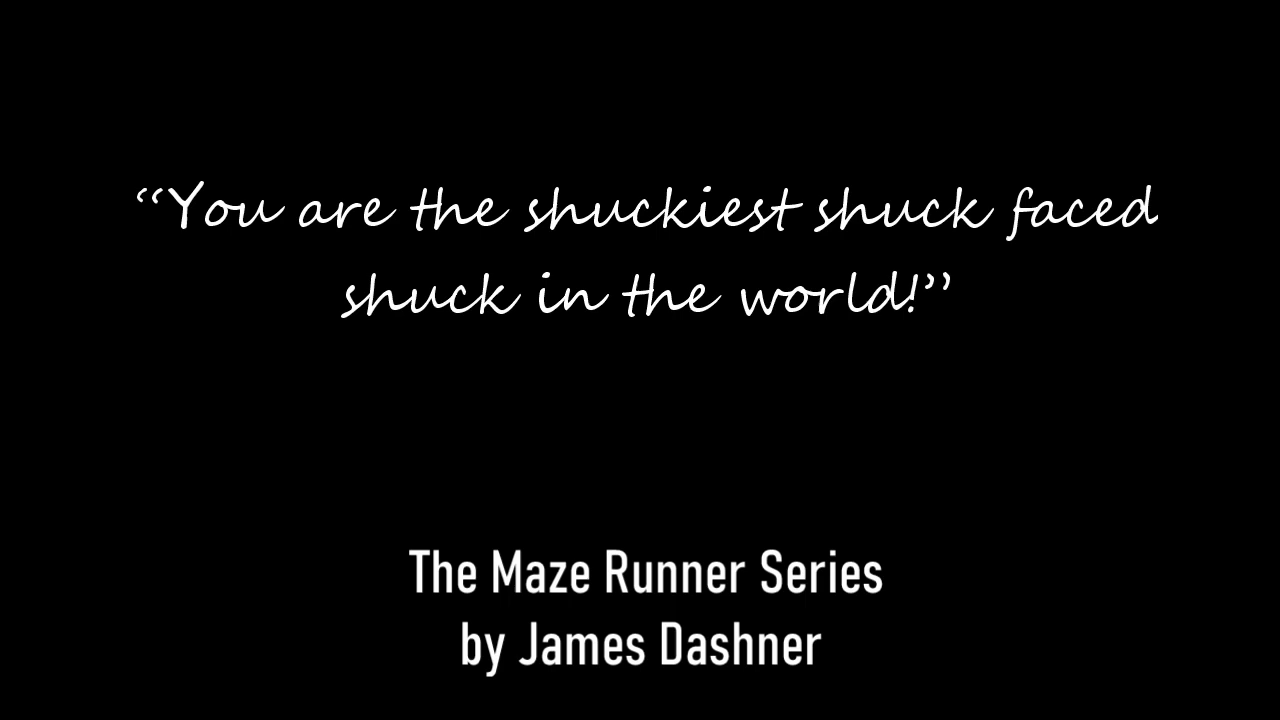 “You are the shuckiest shuck faced
shuck in the world!”
The Maze Runner Series
by James Dashner